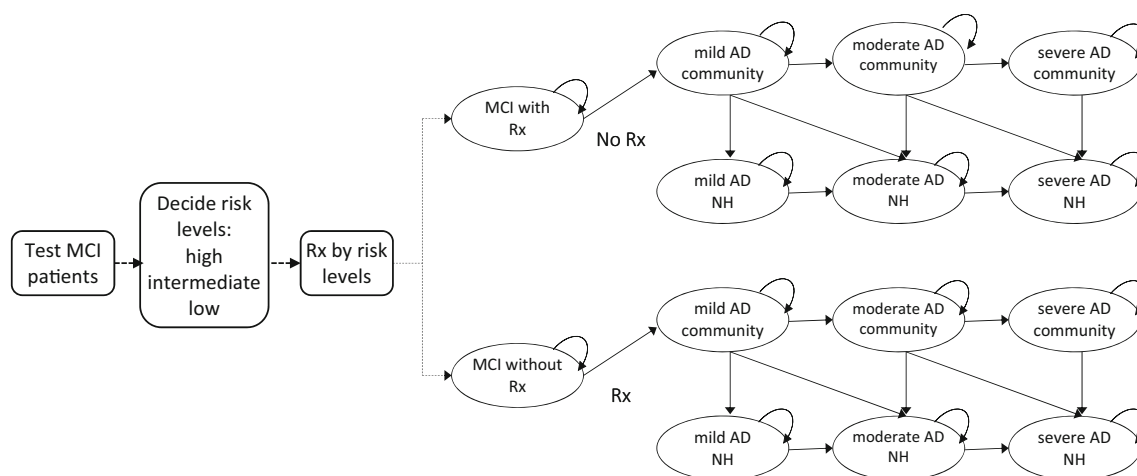 Test MCI
patients
Decide risk
levels:
high
intermediate
low
Rx by risk
levels
MCI with
Rx
No Rx
mild AD
community
moderate AD
community
severe AD
community
mild AD
NH
moderate AD
NH
severe AD
NH
MCI without
Rx
Rx
mild AD
community
moderate AD
community
severe AD
community
mild AD
NH
moderate AD
NH
severe AD
NH